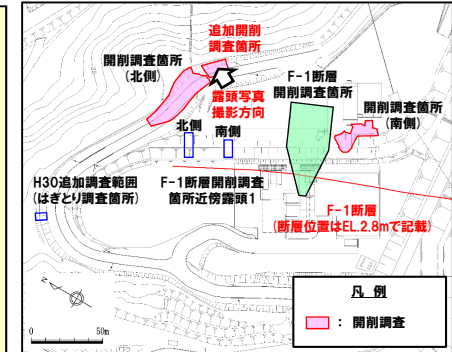 追加開削
調査箇所
開削調査箇所
(北側)
F-1断層
開削調査箇所
露頭写真
撮影方向
開削調査箇所
(南側)
北側
南側
H30追加調査範囲
(はぎとり調査箇所)
F-1断層開削調査
箇所近傍露頭1
F-1断層
(断層位置はEL.2.8mで記載)
N
0 50m
凡 例
: 開削調査